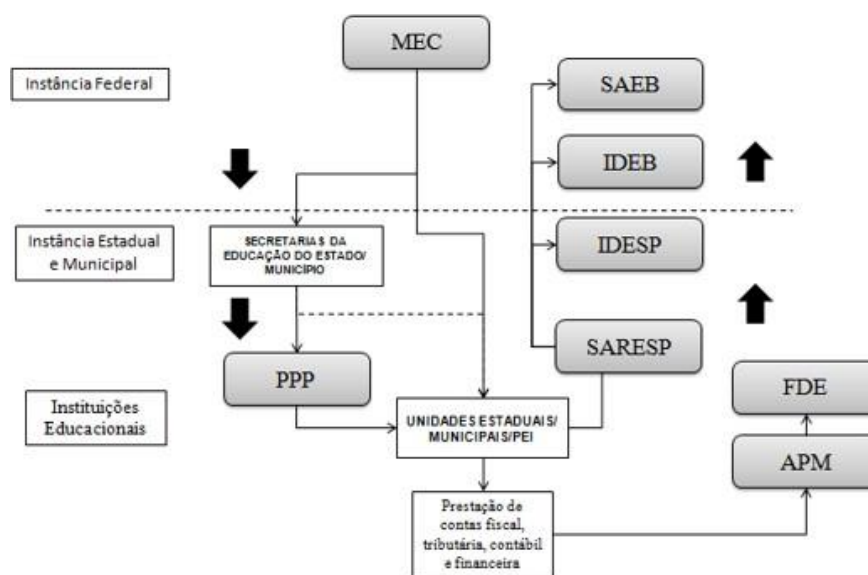 MEC
Instância Federal
SAEB
IDEB
Instância Estadual
e Municipal
SECRETARIAS DA
EDUCAÇÃO DO ESTADO/
MUNICÍPIO
IDESP
SARESP
PPP
FDE
Instituições
Educacionais
UNIDADES ESTADUAIS/
MUNICIPAIS/PEI
APM
Prestação de
contas fiscal,
tributária, contábil
e financeira